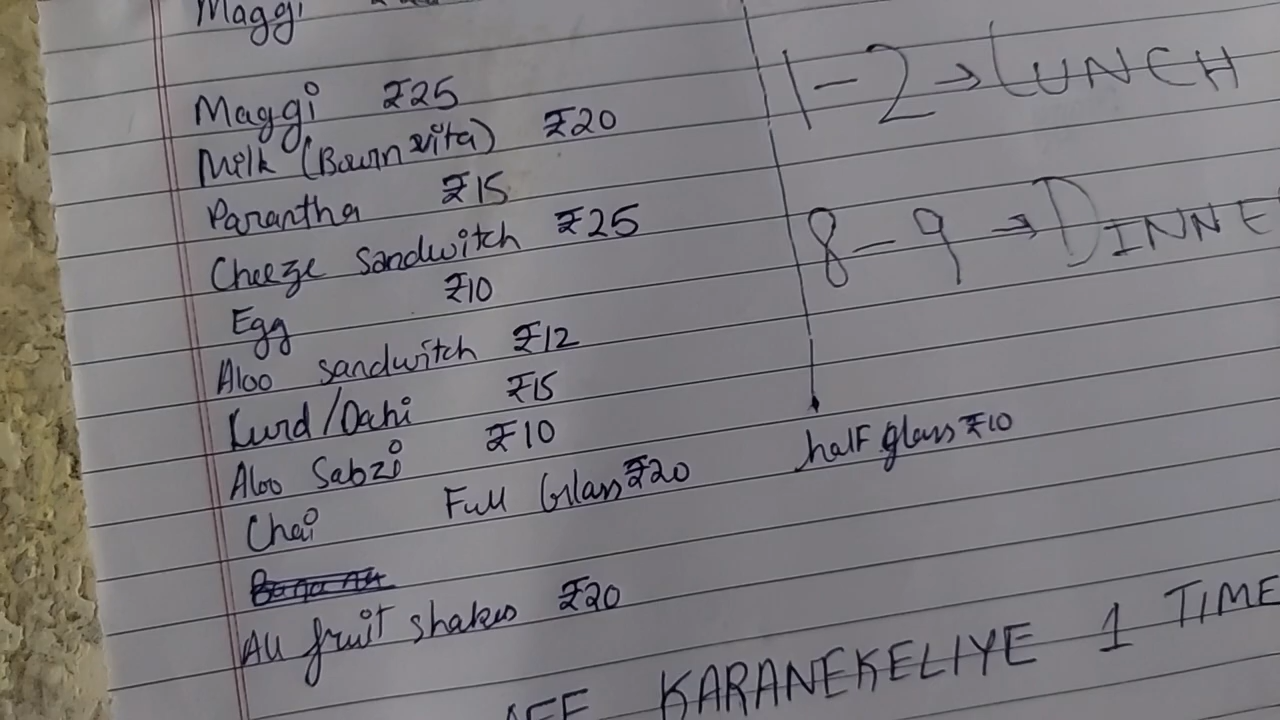 Maggi
Maggi ₹25
Milk (Bournvita) ₹20
Parantha ₹15
Cheeze sandwitch ₹25
Egg ₹10
Aloo sandwitch ₹12
Kurd/Dahi ₹15
Aloo Sabzi ₹10
Chai Full Glass ₹20 half glass ₹10
All fruit shakes ₹20
1-2 → LUNCH
8-9 → DINNE
KARANEKELIYE 1 TIME